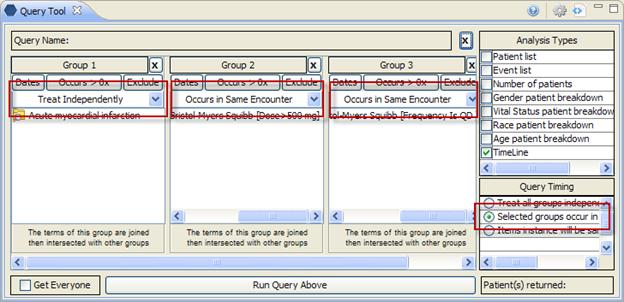 Query Tool
Query Name:
X
Group 1 X
Dates Occurs > 0x Exclude
Treat Independently
Acute myocardial infarction
The terms of this group are joined
then intersected with other groups
Group 2 X
Dates Occurs > 0x Exclude
Occurs in Same Encounter
Bristol-Myers Squibb [Dose>500 mg]
The terms of this group are joined
then intersected with other groups
Group 3 X
Dates Occurs > 0x Exclude
Occurs in Same Encounter
tol-Myers Squibb [Frequency Is QD
The terms of this group are joined
then intersected with other groups
Analysis Types
Patient list
Event list
Number of patients
Gender patient breakdown
Vital Status patient breakdown
Race patient breakdown
Age patient breakdown
TimeLine
Query Timing
Treat all groups indepen
Selected groups occur in
Items instance will be sa
Get Everyone
Run Query Above
Patient(s) returned: